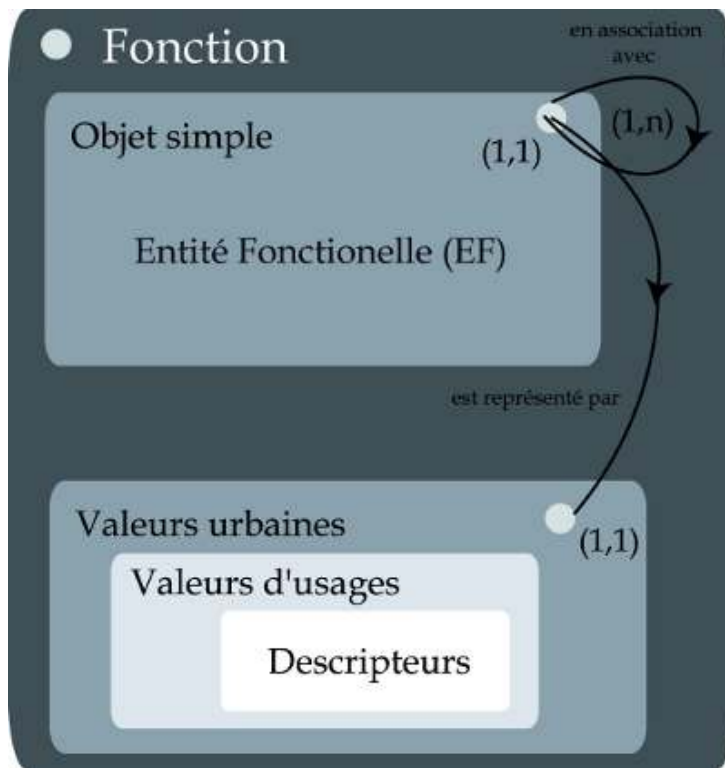 Fonction
en association
avec
Objet simple
(1,1)
(1,n)
Entité Fonctionelle (EF)
est représenté par
Valeurs urbaines
(1,1)
Valeurs d'usages
Descripteurs